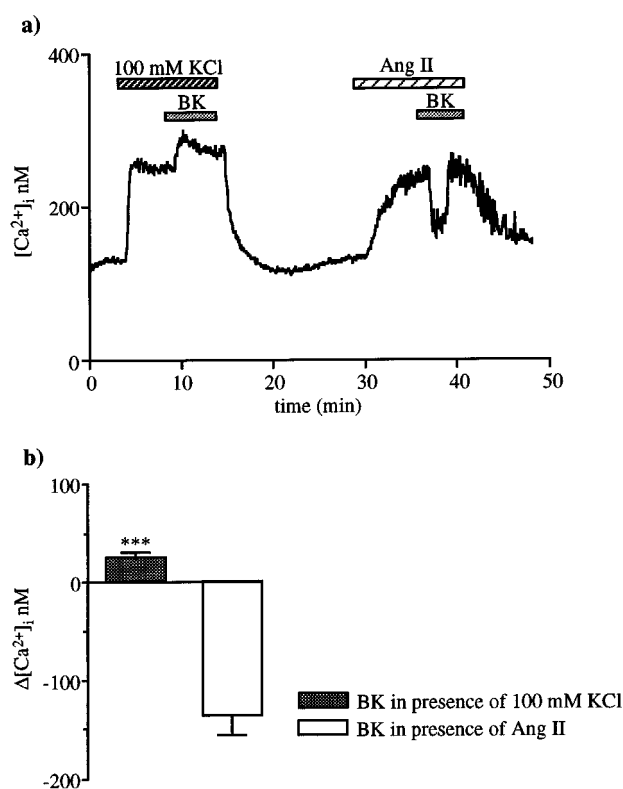 a)
400
200
0
[Ca²⁺]ᵢ nM
100 mM KCl
BK
Ang II
BK
0 10 20 30 40 50
time (min)
b)
100
0
-100
-200
Δ[Ca²⁺]ᵢ nM
***
BK in presence of 100 mM KCl
BK in presence of Ang II